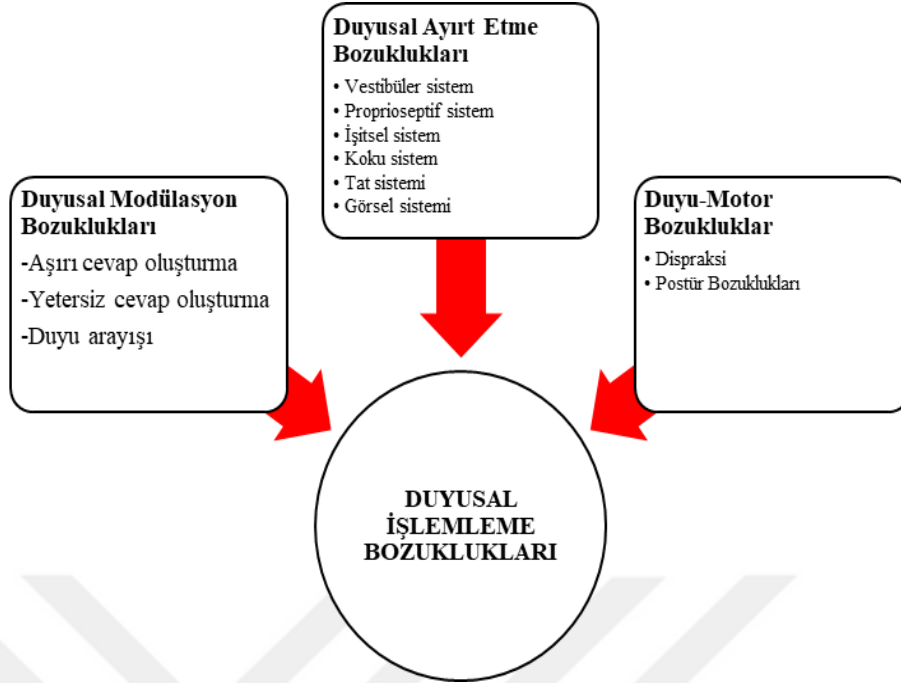 Duyusal Ayırt Etme
Bozuklukları
• Vestibüler sistem
• Proprioseptif sistem
• İşitsel sistem
• Koku sistem
• Tat sistemi
• Görsel sistemi
Duyusal Modülasyon
Bozuklukları
-Aşırı cevap oluşturma
-Yetersiz cevap oluşturma
-Duyu arayışı
Duyu-Motor
Bozukluklar
• Dispraksi
• Postür Bozuklukları
DUYUSAL
İŞLEMLEME
BOZUKLUKLARI